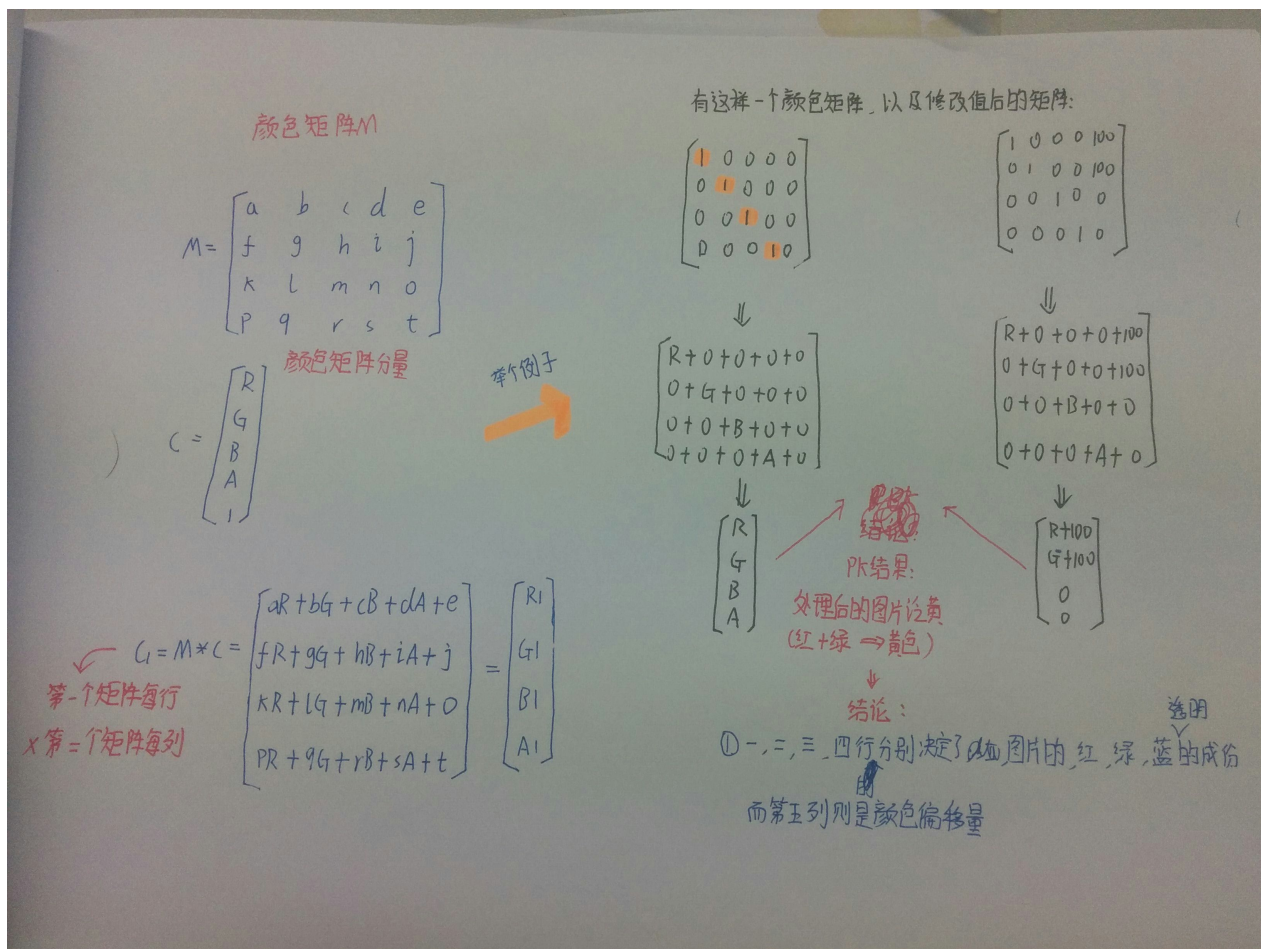 颜色矩阵M
M=
a b c d e
f g h i j
k l m n o
p q r s t
颜色矩阵分量
C=
R
G
B
A
1
C1=M*C=
aR+bG+cB+dA+e
fR+gG+hB+iA+j
KR+lG+mB+nA+O
PR+qG+rB+sA+t
=
R1
G1
B1
A1
第一个矩阵每行
x第二个矩阵每列
举个例子
有这样一个颜色矩阵,以及修改值后的矩阵:
1 0 0 0 0
0 1 0 0 0
0 0 1 0 0
0 0 0 1 0
⇓
R+0+0+0+0
0+G+0+0+0
0+0+B+0+0
0+0+0+A+0
⇓
R
G
B
A
1 0 0 0 100
0 1 0 0 100
0 0 1 0 0
0 0 0 1 0
⇓
R+0+0+0+100
0+G+0+0+100
0+0+B+0+0
0+0+0+A+0
⇓
R+100
G+100
0
0
PK结果:
处理后的图片泛黄
(红+绿 ⇒黄色)
结论:
透明
①一,二,三,四行分别决定了图片的,红,绿,蓝的成份
而第五列则是颜色偏移量